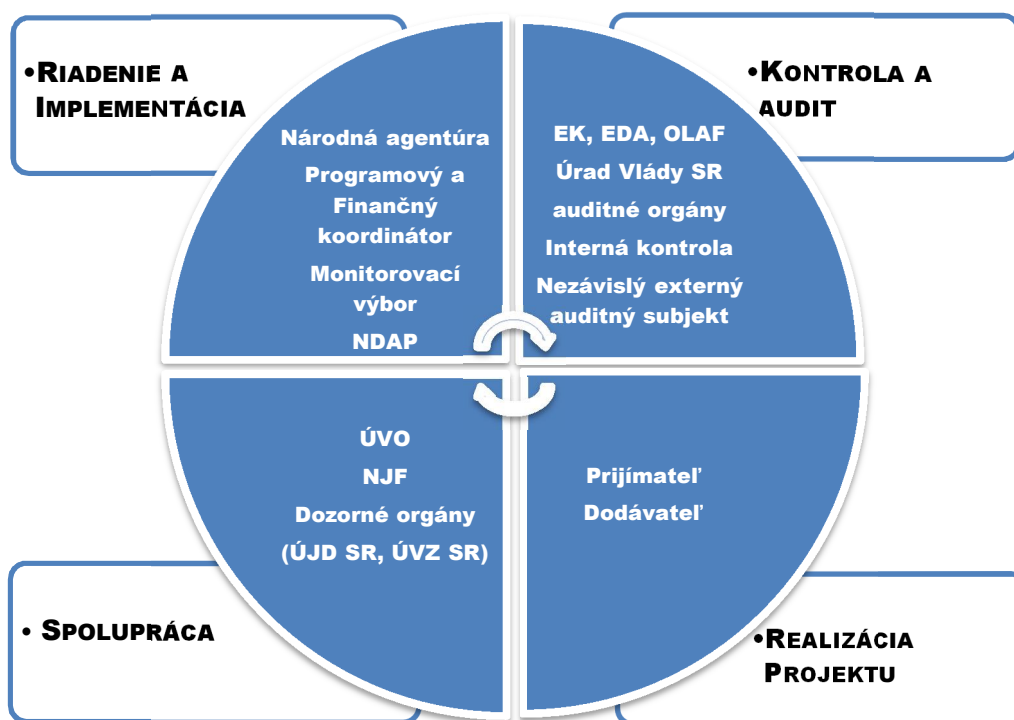 •RIADENIE A
IMPLEMENTÁCIA
Národná agentúra
Programový a
Finančný
koordinátor
Monitorovací
výbor
NDAP
•KONTROLA A
AUDIT
EK, EDA, OLAF
Úrad Vlády SR
auditné orgány
Interná kontrola
Nezávislý externý
auditný subjekt
• SPOLUPRÁCA
ÚVO
NJF
Dozorné orgány
(ÚJD SR, ÚVZ SR)
Prijímateľ
Dodávateľ
•REALIZÁCIA
PROJEKTU